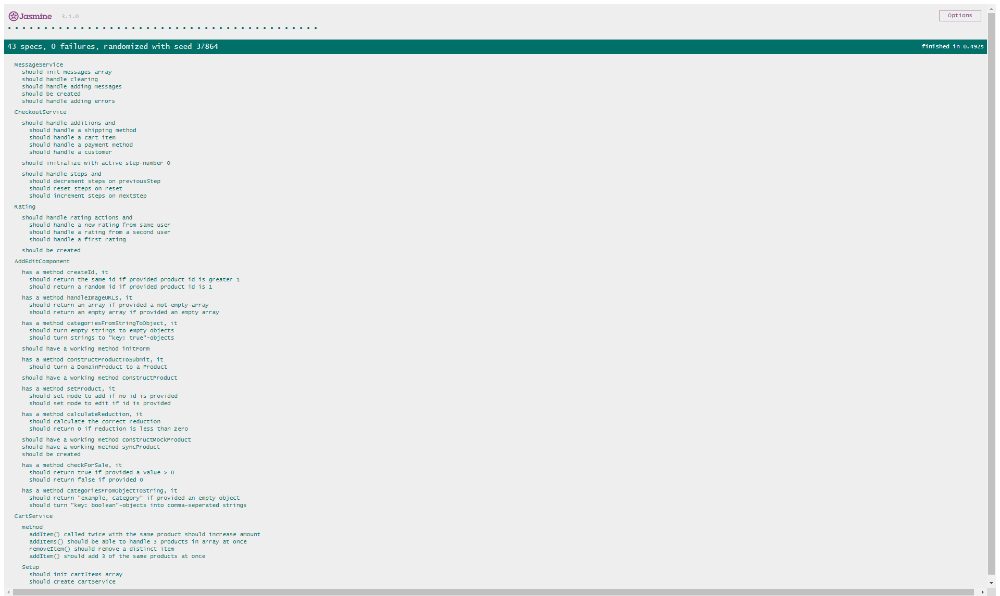 Jasmine 3.1.0
Options
43 specs, 0 failures, randomized with seed 37864
finished in 0.492s
MessageService
should init messages array
should handle clearing
should handle adding messages
should be created
should handle adding errors
CheckoutService
should handle additions and
should handle a shipping method
should handle a cart item
should handle a payment method
should handle a customer
should initialize with active step-number 0
should handle steps and
should decrement steps on previousStep
should reset steps on reset
should increment steps on nextStep
Rating
should handle rating actions and
should handle a new rating from same user
should handle a rating from a second user
should handle a first rating
should be created
AddEditComponent
has a method createId, it
should return the same id if provided product id is greater 1
should return a random id if provided product id is 1
has a method handleImageURLs, it
should return an array if provided a not-empty-array
should return an empty array if provided an empty array
has a method categoriesFromStringToObject, it
should turn empty strings to empty objects
should turn strings to "key: true"-objects
should have a working method initForm
has a method constructProductToSubmit, it
should turn a DomainProduct to a Product
should have a working method constructProduct
has a method setProduct, it
should set mode to add if no id is provided
should set mode to edit if id is provided
has a method calculateReduction, it
should calculate the correct reduction
should return 0 if reduction is less than zero
should have a working method constructMockProduct
should have a working method syncProduct
should be created
has a method checkForSale, it
should return true if provided a value > 0
should return false if provided 0
has a method categoriesFromObjectToString, it
should return "example, category" if provided an empty object
should turn "key: boolean"-objects into comma-seperated strings
CartService
method
addItem() called twice with the same product should increase amount
addItems() should be able to handle 3 products in array at once
removeItem() should remove a distinct item
addItem() should add 3 of the same products at once
Setup
should init cartItems array
should create cartService